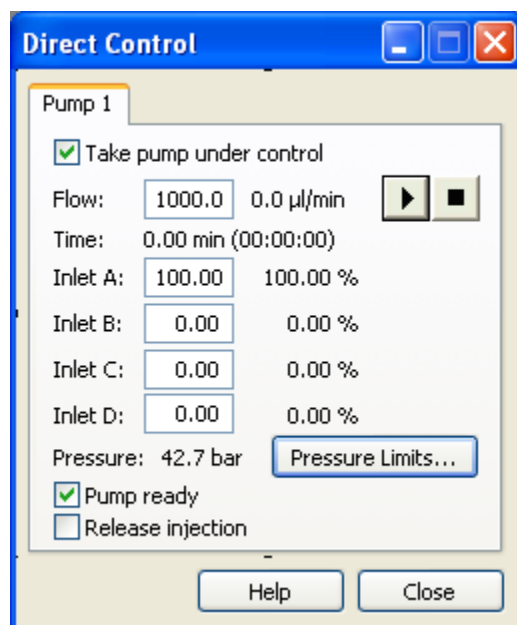 Direct Control
Pump 1
Take pump under control
Flow: 1000.0 0.0 µl/min
Time: 0.00 min (00:00:00)
Inlet A: 100.00 100.00 %
Inlet B: 0.00 0.00 %
Inlet C: 0.00 0.00 %
Inlet D: 0.00 0.00 %
Pressure: 42.7 bar Pressure Limits...
Pump ready
Release injection
Help Close